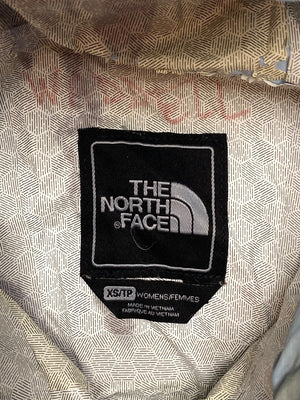 THE
NORTH
FACE
®
XS/TP WOMENS/FEMMES
MADE IN VIETNAM
FABRIQUÉ AU VIETNAM